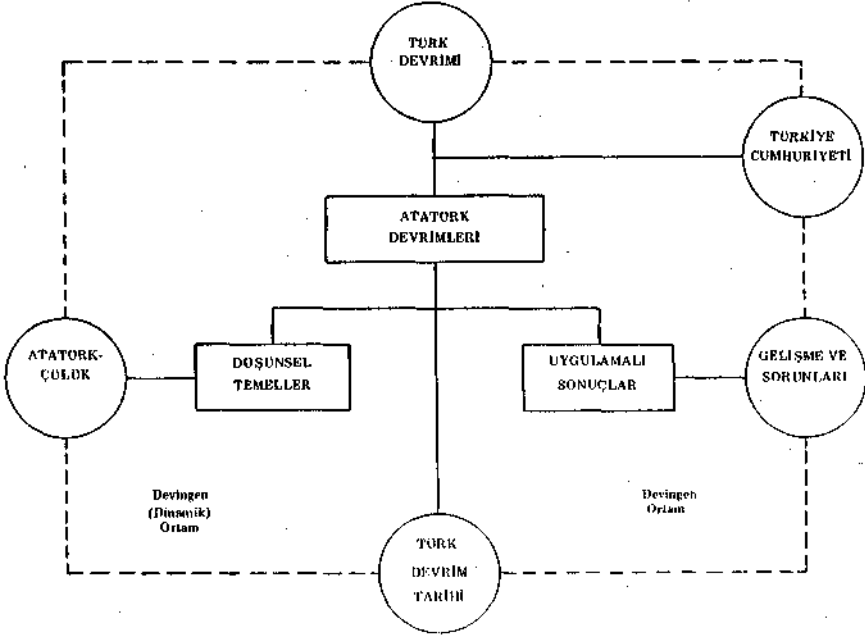 TÜRK
DEVRİMİ
TÜRKİYE
CUMHURİYETİ
ATATÜRK
DEVRİMLERİ
ATATÜRK-
ÇÜLÜK
DÜŞÜNSEL
TEMELLER
UYGULAMALI
SONUÇLAR
GELİŞME VE
SORUNLARI
Devingen
(Dinamik)
Ortam
Devingen
Ortam
TÜRK
DEVRİM
TARİHİ